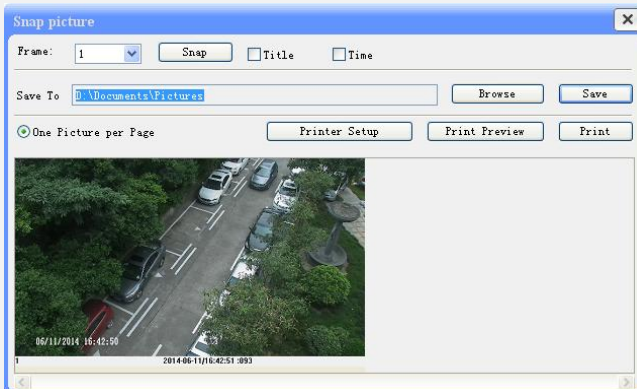 Snap picture
Frame: 1 Snap Title Time
Save To D:\Documents\Pictures Browse Save
One Picture per Page Printer Setup Print Preview Print
06/11/2014 16:42:50
1 2014-06-11/16:42:51 :093